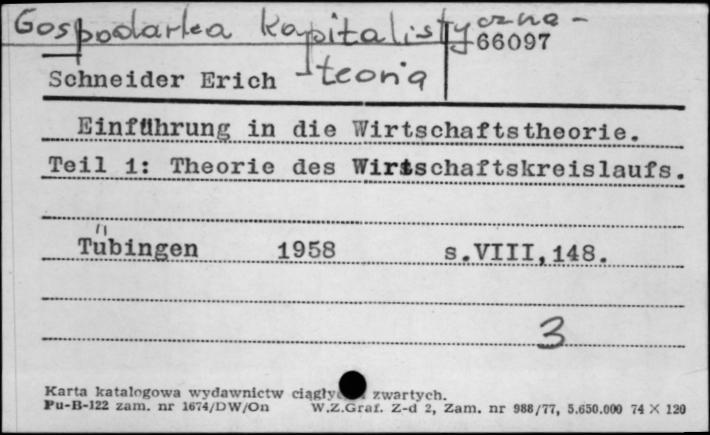 Gospodarka kapitalistyczna -
66097
Schneider Erich - teoria
Einführung in die Wirtschaftstheorie.
Teil 1: Theorie des Wirtschaftskreislaufs.
Tübingen 1958 s.VIII,148.
3
Karta katalogowa wydawnictw zwartych.
Pu-B-122 zam. nr 1674/DW/On W.Z.Graf. Z-d 2, Zam. nr 988/77, 5.650.000 74 × 120